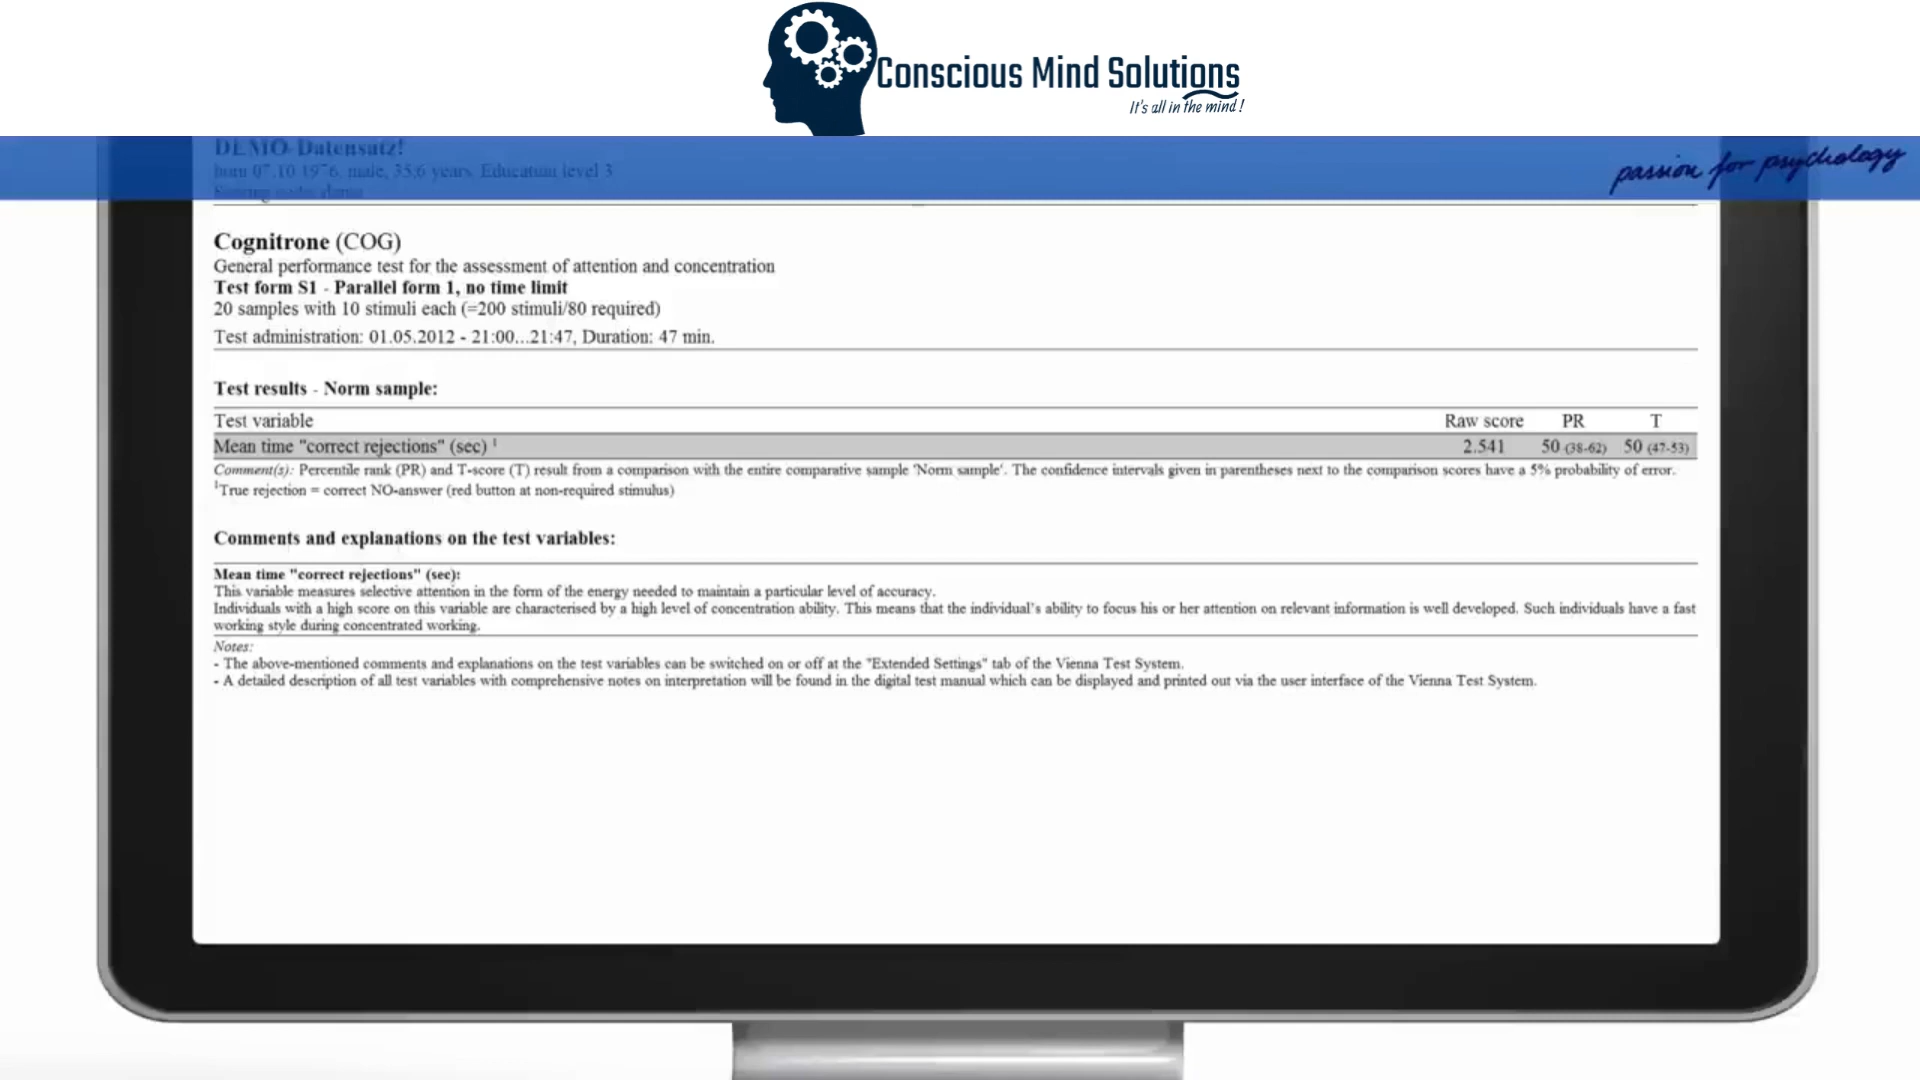 Conscious Mind Solutions
It's all in the mind!
DEMO-Datensatz!
male, 35,6 years, Education level 3
passion for psychology
Cognitrone (COG)
General performance test for the assessment of attention and concentration
Test form S1 - Parallel form 1, no time limit
20 samples with 10 stimuli each (=200 stimuli/80 required)
Test administration: 01.05.2012 - 21:00...21:47, Duration: 47 min.
Test results - Norm sample:
Test variable Raw score PR T
Mean time "correct rejections" (sec) 1 2.541 50 (38-62) 50 (47-53)
Comment(s): Percentile rank (PR) and T-score (T) result from a comparison with the entire comparative sample 'Norm sample'. The confidence intervals given in parentheses next to the comparison scores have a 5% probability of error.
1True rejection = correct NO-answer (red button at non-required stimulus)
Comments and explanations on the test variables:
Mean time "correct rejections" (sec):
This variable measures selective attention in the form of the energy needed to maintain a particular level of accuracy.
Individuals with a high score on this variable are characterised by a high level of concentration ability. This means that the individual's ability to focus his or her attention on relevant information is well developed. Such individuals have a fast
working style during concentrated working.
Notes:
- The above-mentioned comments and explanations on the test variables can be switched on or off at the "Extended Settings" tab of the Vienna Test System.
- A detailed description of all test variables with comprehensive notes on interpretation will be found in the digital test manual which can be displayed and printed out via the user interface of the Vienna Test System.